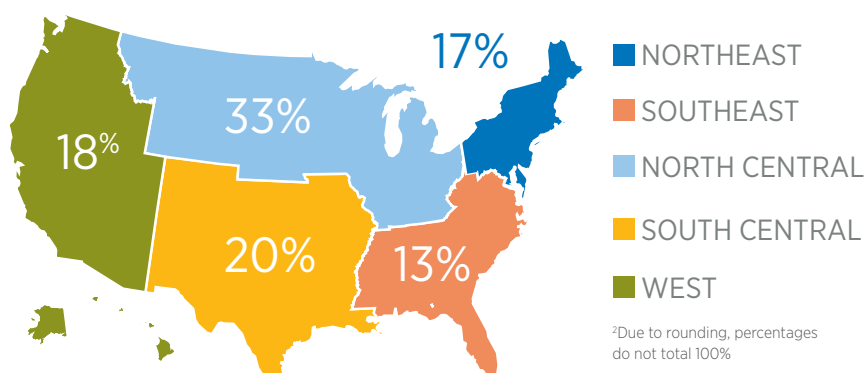 17%
33%
18%
20%
13%
NORTHEAST
SOUTHEAST
NORTH CENTRAL
SOUTH CENTRAL
WEST
²Due to rounding, percentages
do not total 100%